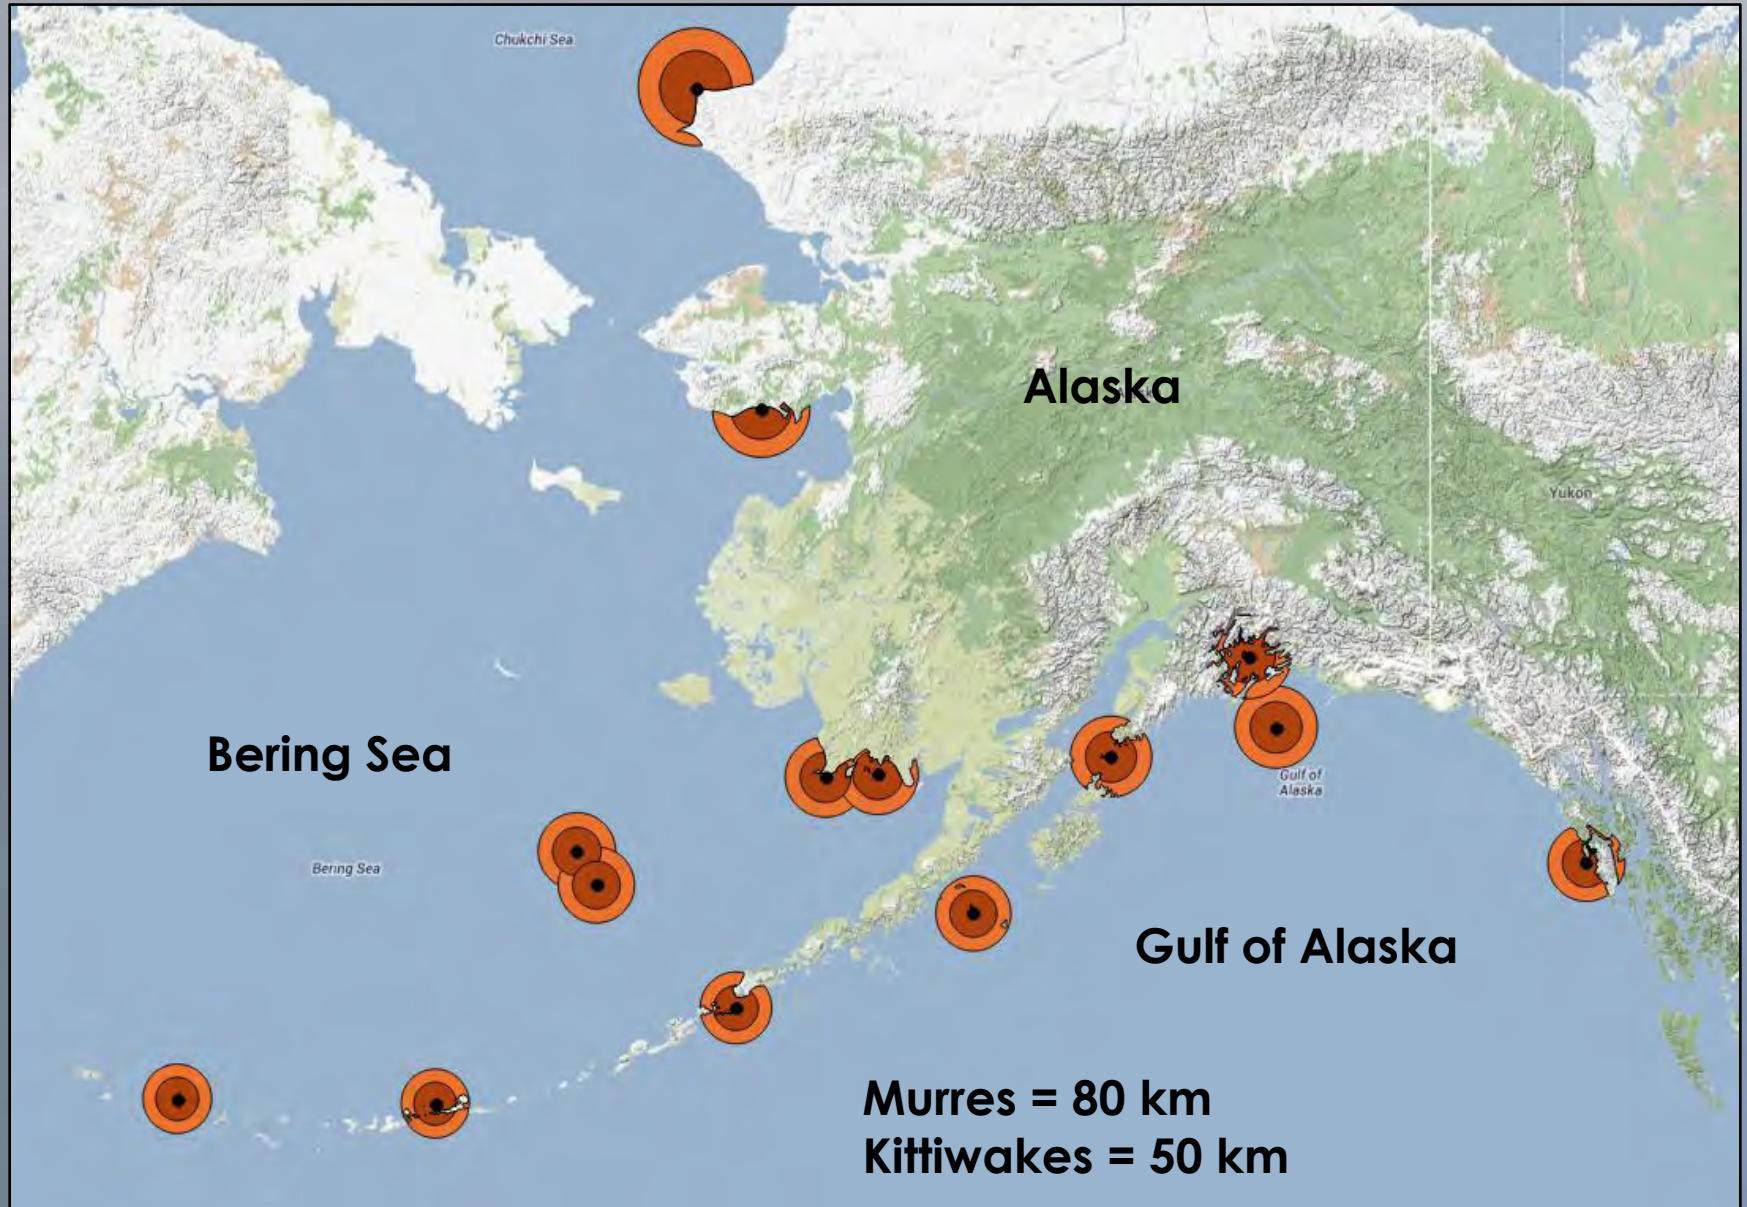 Chukchi Sea
Alaska
Yukon
Bering Sea
Gulf of
Alaska
Bering Sea
Gulf of Alaska
Murres = 80 km
Kittiwakes = 50 km